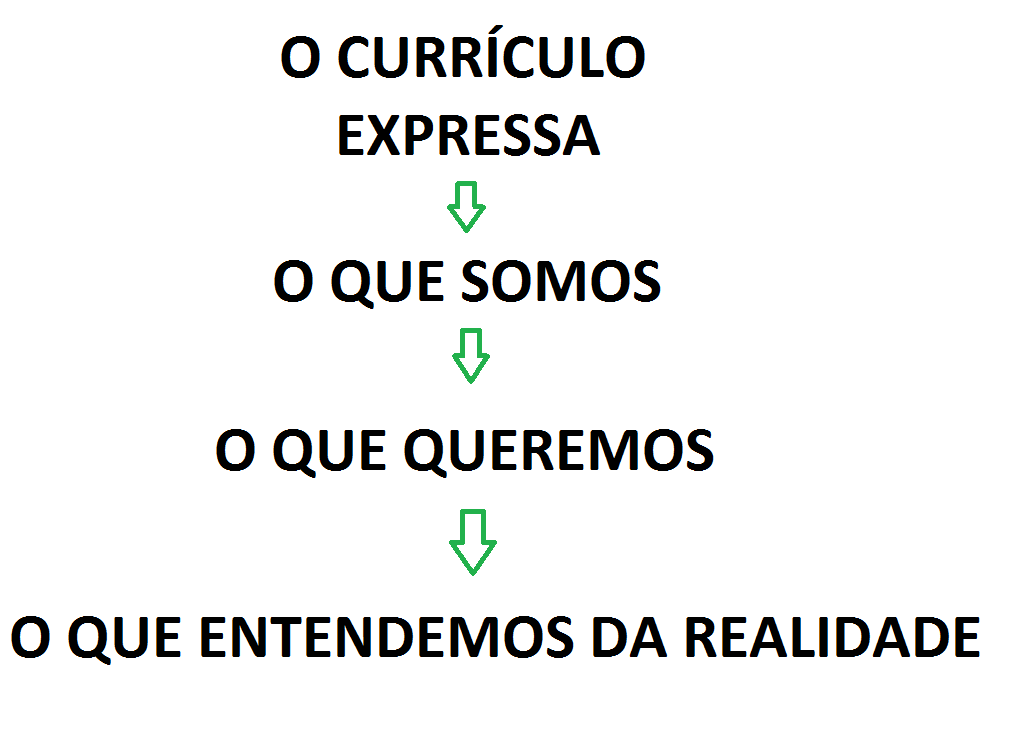 O CURRÍCULO
EXPRESSA
O QUE SOMOS
O QUE QUEREMOS
O QUE ENTENDEMOS DA REALIDADE